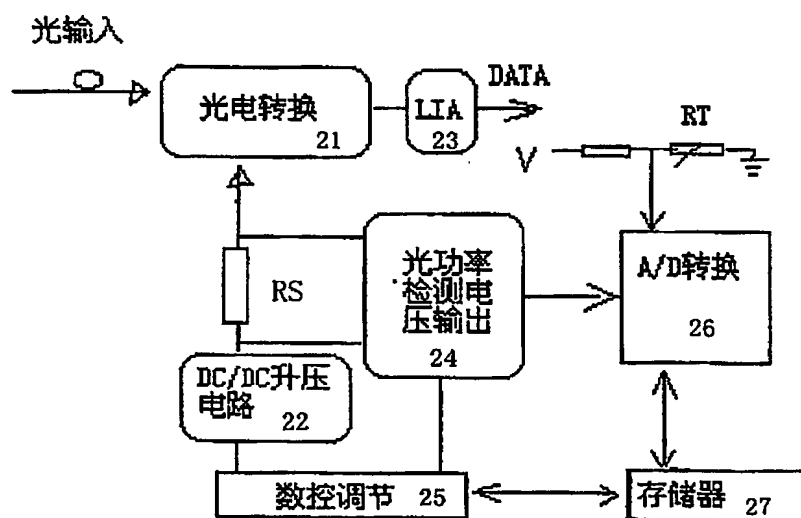 光输入
光电转换
21
LIA
23
DATA
V
RT
RS
光功率
检测电
压输出
24
A/D转换
26
DC/DC升压
电路
22
数控调节 25
存储器 27